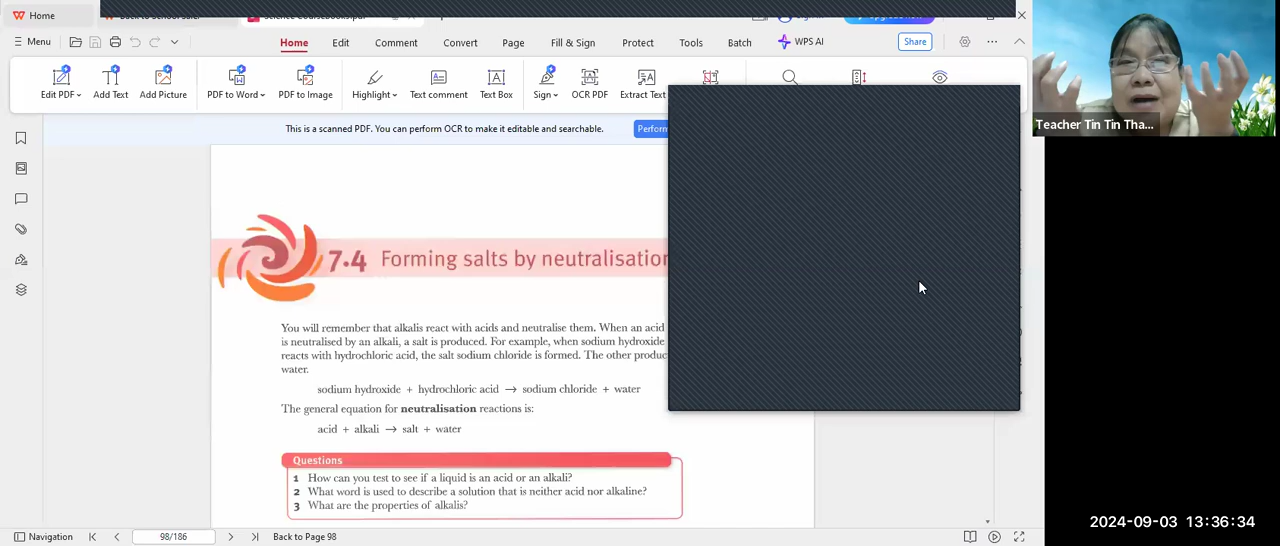 Home
Menu
Home Edit Comment Convert Page Fill & Sign Protect Tools Batch WPS AI Share
Edit PDF Add Text Add Picture PDF to Word PDF to Image Highlight Text comment Text Box Sign OCR PDF Extract Text
This is a scanned PDF. You can perform OCR to make it editable and searchable. Perform
Teacher Tin Tin Tha...
7.4 Forming salts by neutralisation
You will remember that alkalis react with acids and neutralise them. When an acid
is neutralised by an alkali, a salt is produced. For example, when sodium hydroxide
reacts with hydrochloric acid, the salt sodium chloride is formed. The other produc
water.
sodium hydroxide + hydrochloric acid → sodium chloride + water
The general equation for neutralisation reactions is:
acid + alkali → salt + water
Questions
1 How can you test to see if a liquid is an acid or an alkali?
2 What word is used to describe a solution that is neither acid nor alkaline?
3 What are the properties of alkalis?
Navigation 98/186 Back to Page 98
2024-09-03 13:36:34